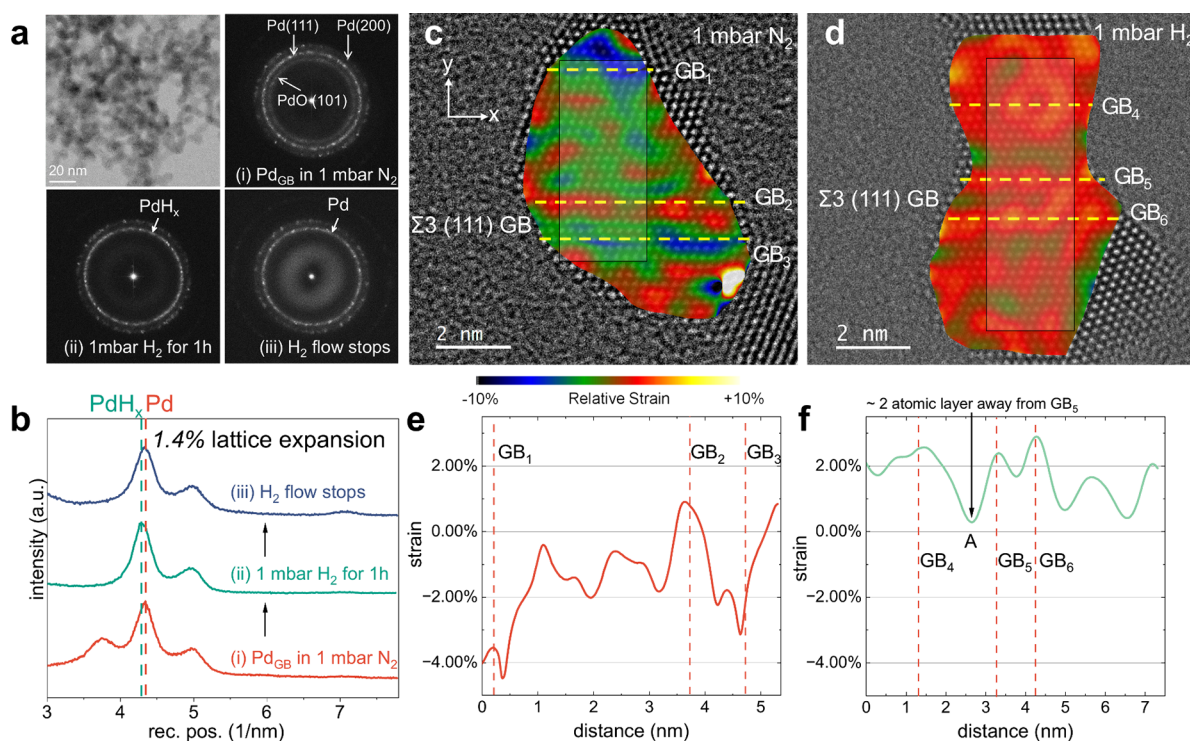 a
Pd(111)
Pd(200)
PdO (101)
20 nm
(i) Pd_GB in 1 mbar N₂
PdHₓ
Pd
(ii) 1mbar H₂ for 1h
(iii) H₂ flow stops
c
1 mbar N₂
y
x
GB₁
GB₂
Σ3 (111) GB
GB₃
2 nm
d
1 mbar H₂
GB₄
GB₅
Σ3 (111) GB
GB₆
2 nm
-10%
Relative Strain
+10%
b
PdHₓ
Pd
1.4% lattice expansion
(iii) H₂ flow stops
(ii) 1 mbar H₂ for 1h
(i) Pd_GB in 1 mbar N₂
intensity (a.u.)
3 4 5 6 7
rec. pos. (1/nm)
e
GB₁
GB₂
GB₃
2.00%
0.00%
−2.00%
−4.00%
strain
0 1 2 3 4 5
distance (nm)
f
~ 2 atomic layer away from GB₅
A
GB₄
GB₅
GB₆
2.00%
0.00%
−2.00%
−4.00%
strain
0 1 2 3 4 5 6 7
distance (nm)